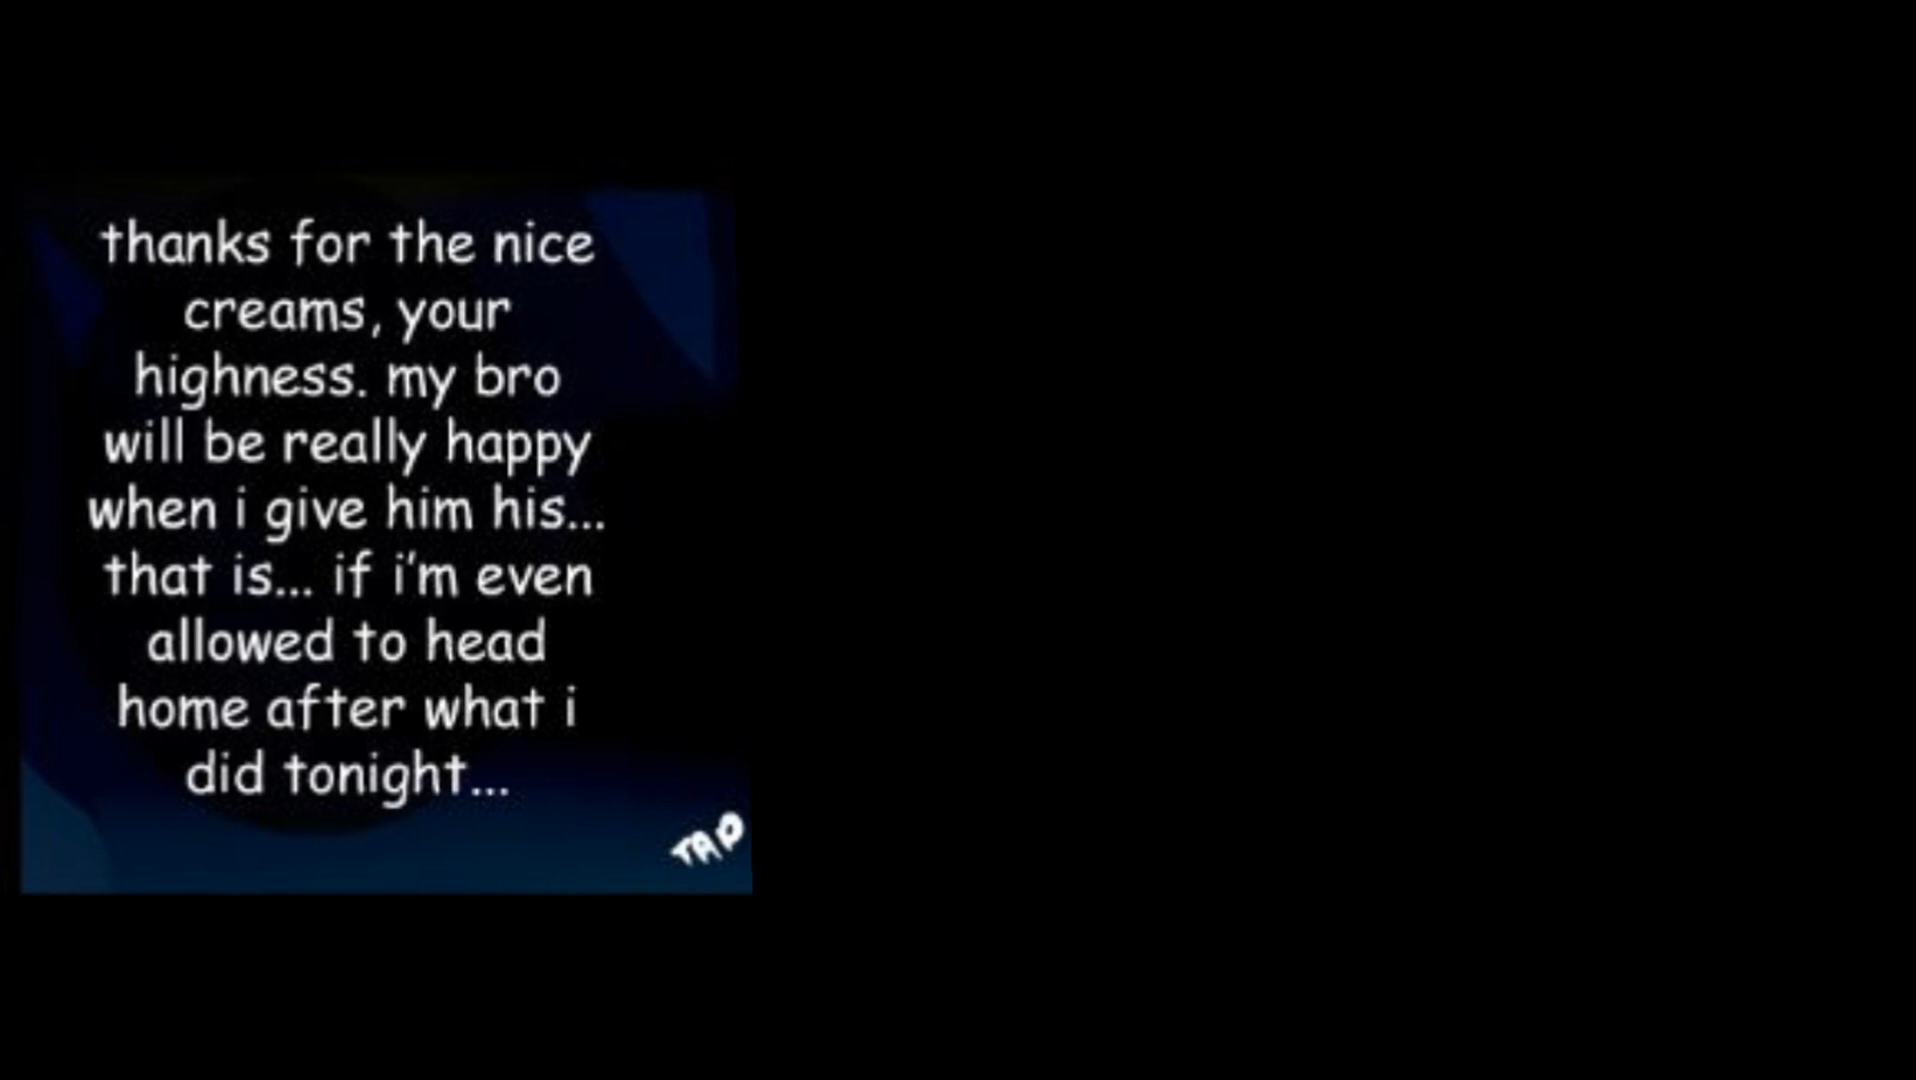 thanks for the nice
creams, your
highness. my bro
will be really happy
when i give him his...
that is... if i'm even
allowed to head
home after what i
did tonight...
TAP